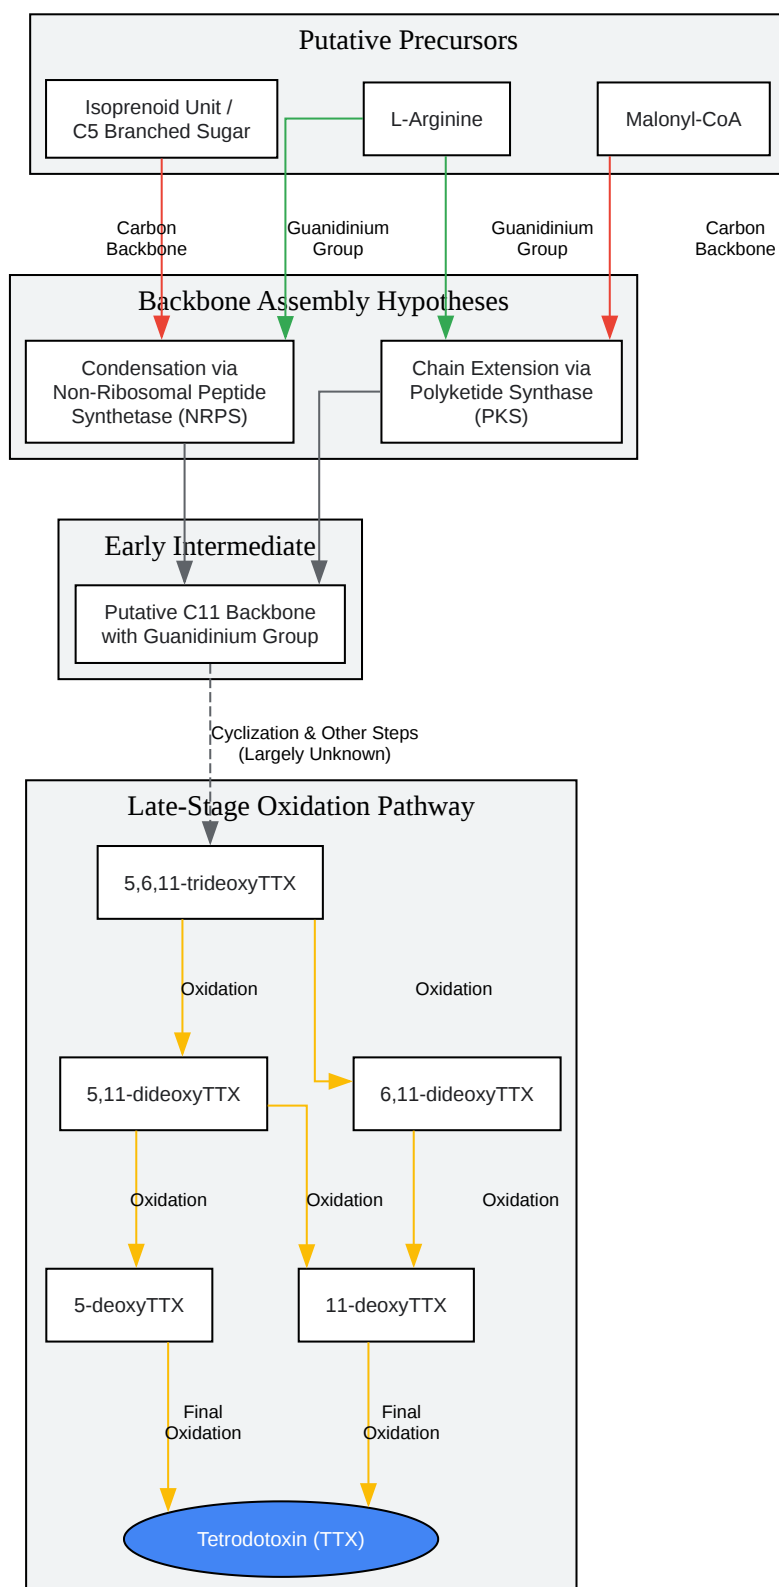 Putative Precursors
Isoprenoid Unit /
C5 Branched Sugar
L-Arginine
Malonyl-CoA
Carbon
Backbone
Guanidinium
Group
Guanidinium
Group
Carbon
Backbone
Backbone Assembly Hypotheses
Condensation via
Non-Ribosomal Peptide
Synthetase (NRPS)
Chain Extension via
Polyketide Synthase
(PKS)
Early Intermediate
Putative C11 Backbone
with Guanidinium Group
Cyclization & Other Steps
(Largely Unknown)
Late-Stage Oxidation Pathway
5,6,11-trideoxyTTX
Oxidation
Oxidation
5,11-dideoxyTTX
6,11-dideoxyTTX
Oxidation
Oxidation
Oxidation
5-deoxyTTX
11-deoxyTTX
Final
Oxidation
Final
Oxidation
Tetrodotoxin (TTX)